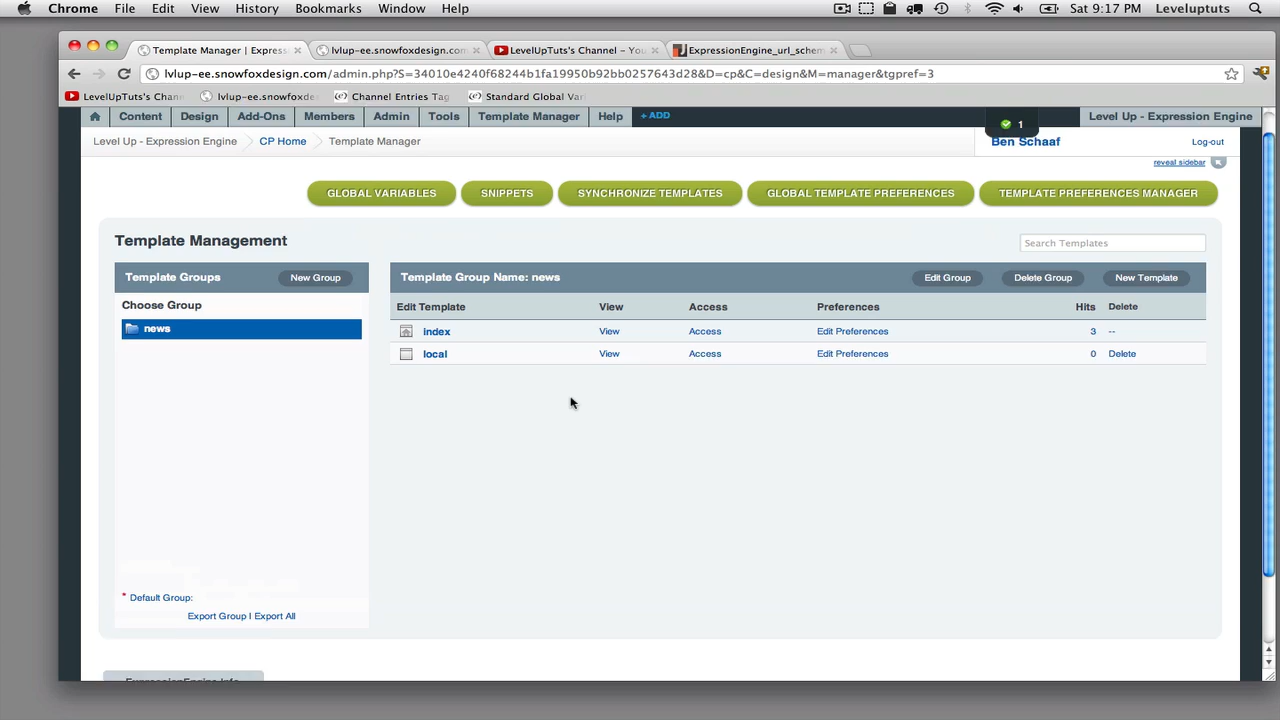 Chrome File Edit View History Bookmarks Window Help Sat 9:17 PM Leveluptuts
Template Manager | Express lvlup-ee.snowfoxdesign.com LevelUpTuts's Channel - You ExpressionEngine_url_schem
lvlup-ee.snowfoxdesign.com/admin.php?S=34010e4240f68244b1fa19950b92bb0257643d28&D=cp&C=design&M=manager&tgpref=3
LevelUpTuts's Chann lvlup-ee.snowfoxde Channel Entries Tag Standard Global Var
Content Design Add-Ons Members Admin Tools Template Manager Help + ADD 1 Level Up - Expression Engine
Level Up - Expression Engine CP Home Template Manager Ben Schaaf Log-out
reveal sidebar
GLOBAL VARIABLES SNIPPETS SYNCHRONIZE TEMPLATES GLOBAL TEMPLATE PREFERENCES TEMPLATE PREFERENCES MANAGER
Template Management Search Templates
Template Groups New Group Template Group Name: news Edit Group Delete Group New Template
Choose Group Edit Template View Access Preferences Hits Delete
news index View Access Edit Preferences 3 --
local View Access Edit Preferences 0 Delete
* Default Group:
Export Group | Export All
ExpressionEngine Info